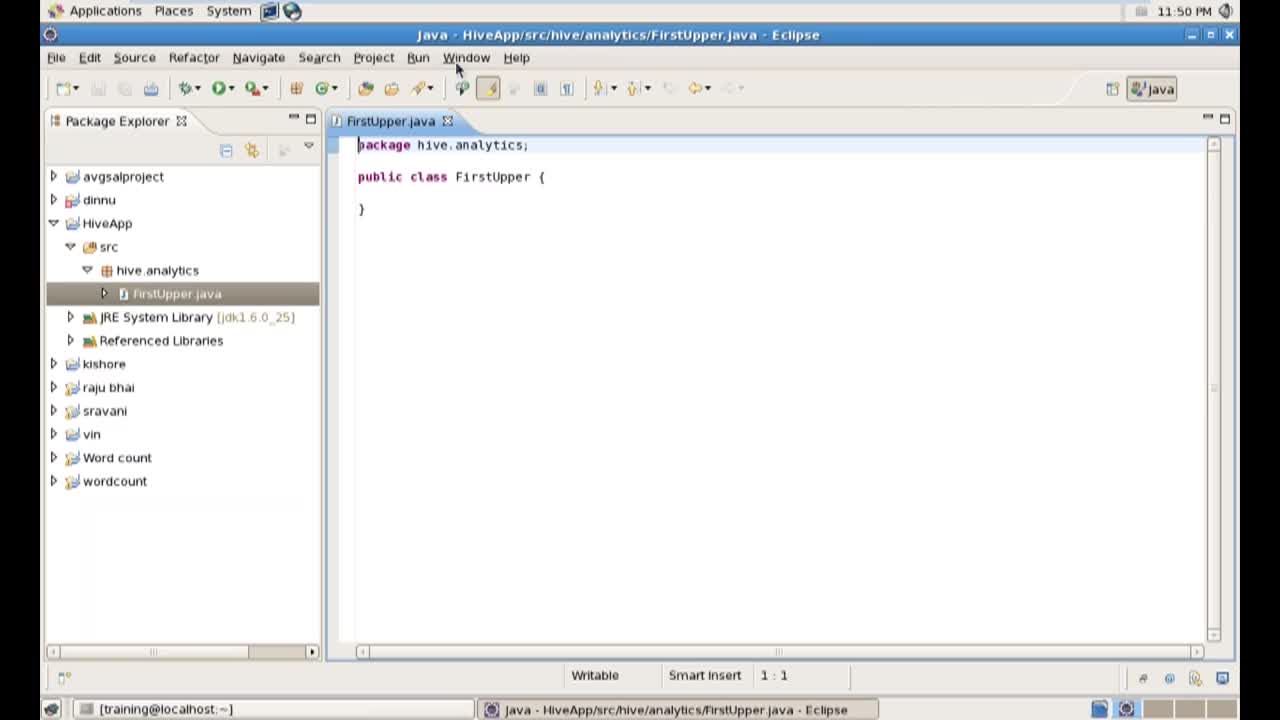 Applications Places System 11:50 PM
Java - HiveApp/src/hive/analytics/FirstUpper.java - Eclipse
File Edit Source Refactor Navigate Search Project Run Window Help
Java
Package Explorer
FirstUpper.java
package hive.analytics;
public class FirstUpper {
}
avgsalproject
dinnu
HiveApp
src
hive.analytics
FirstUpper.java
JRE System Library [jdk1.6.0_25]
Referenced Libraries
kishore
raju bhai
sravani
vin
Word count
wordcount
Writable Smart Insert 1 : 1
[training@localhost:~] Java - HiveApp/src/hive/analytics/FirstUpper.java - Eclipse